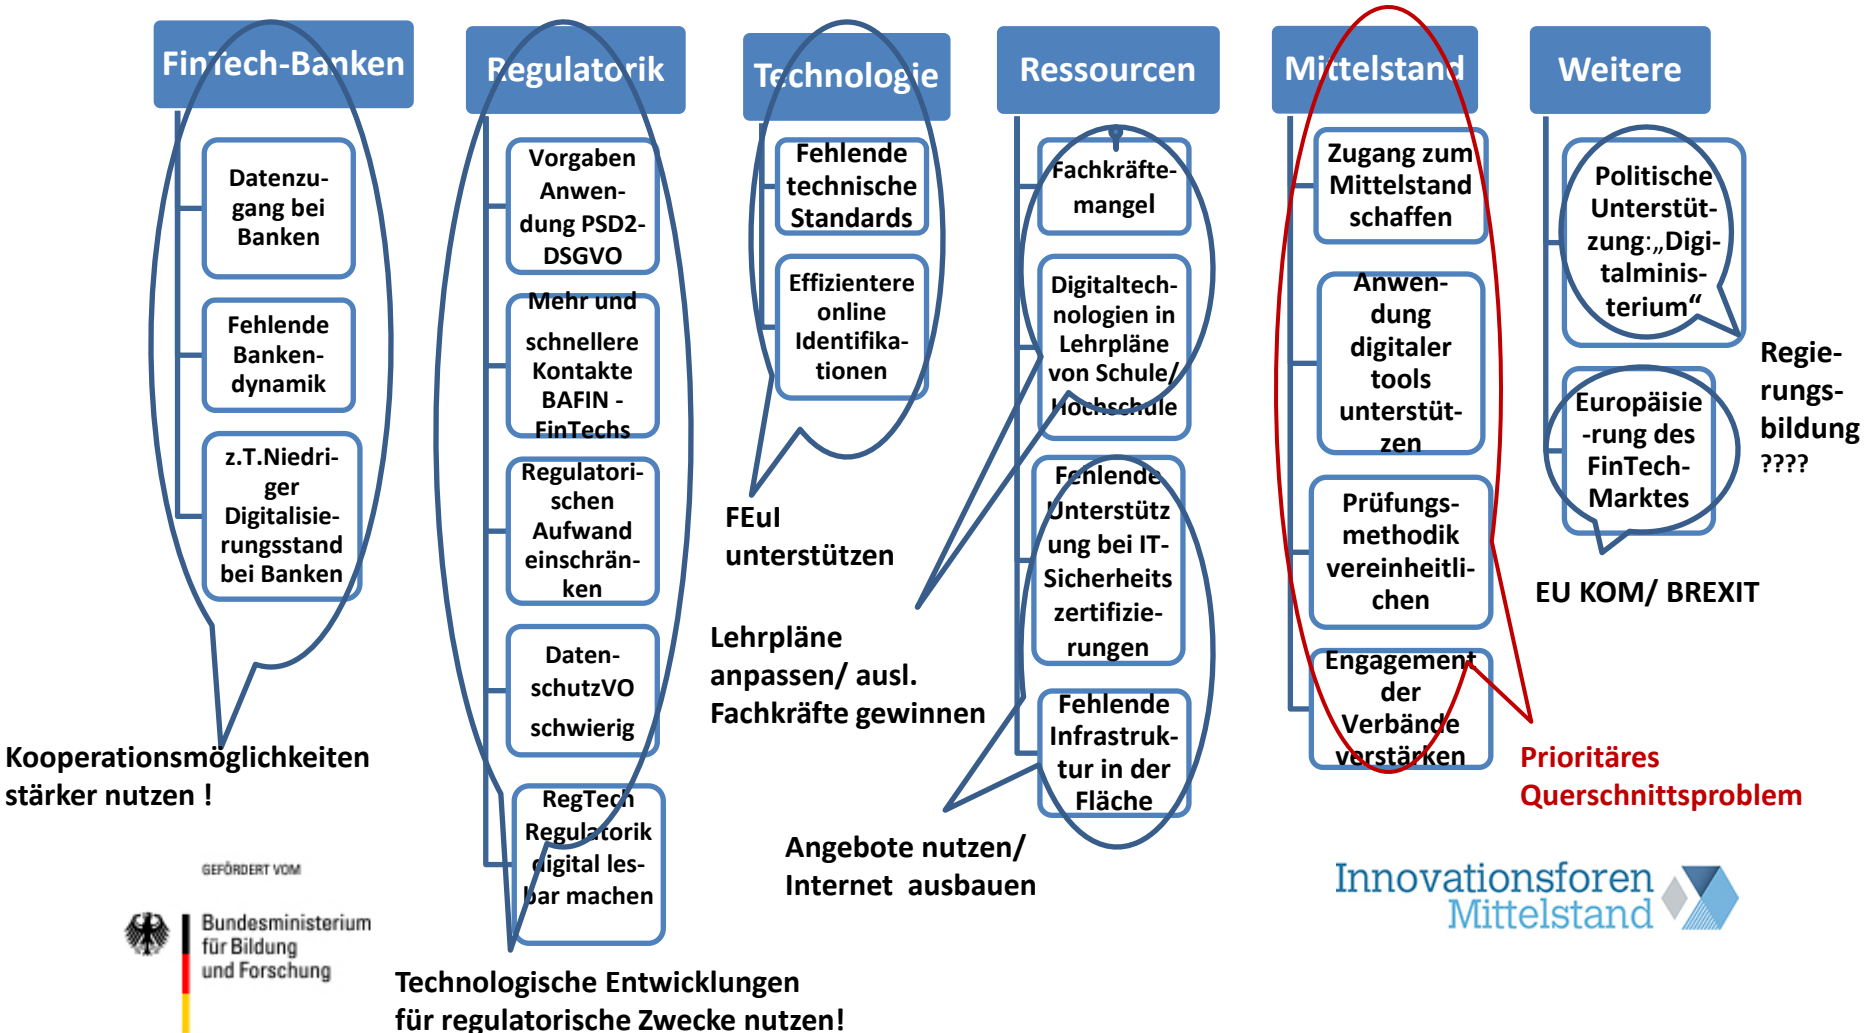 FinTech-Banken
Datenzu-
gang bei
Banken
Fehlende
Banken-
dynamik
z.T.Niedri-
ger
Digitalisie-
rungsstand
bei Banken
Kooperationsmöglichkeiten
stärker nutzen !
Regulatorik
Vorgaben
Anwen-
dung PSD2-
DSGVO
Mehr und
schnellere
Kontakte
BAFIN -
FinTechs
Regulatori-
schen
Aufwand
einschrän-
ken
Daten-
schutzVO
schwierig
RegTech
Regulatorik
digital les-
bar machen
Technologische Entwicklungen
für regulatorische Zwecke nutzen!
Technologie
Fehlende
technische
Standards
Effizientere
online
Identifika-
tionen
FEuI
unterstützen
Ressourcen
Fachkräfte-
mangel
Digitaltech-
nologien in
Lehrpläne
von Schule/
Hochschule
Lehrpläne
anpassen/ ausl.
Fachkräfte gewinnen
Fehlende
Unterstütz
ung bei IT-
Sicherheits
zertifizie-
rungen
Fehlende
Infrastruk-
tur in der
Fläche
Angebote nutzen/
Internet ausbauen
Mittelstand
Zugang zum
Mittelstand
schaffen
Anwen-
dung
digitaler
tools
unterstüt-
zen
Prüfungs-
methodik
vereinheitli-
chen
Engagement
der
Verbände
verstärken
Prioritäres
Querschnittsproblem
Weitere
Politische
Unterstüt-
zung:„Digi-
talminis-
terium“
Regie-
rungs-
bildung
????
Europäisie
-rung des
FinTech-
Marktes
EU KOM/ BREXIT
GEFÖRDERT VOM
Bundesministerium
für Bildung
und Forschung
Innovationsforen
Mittelstand